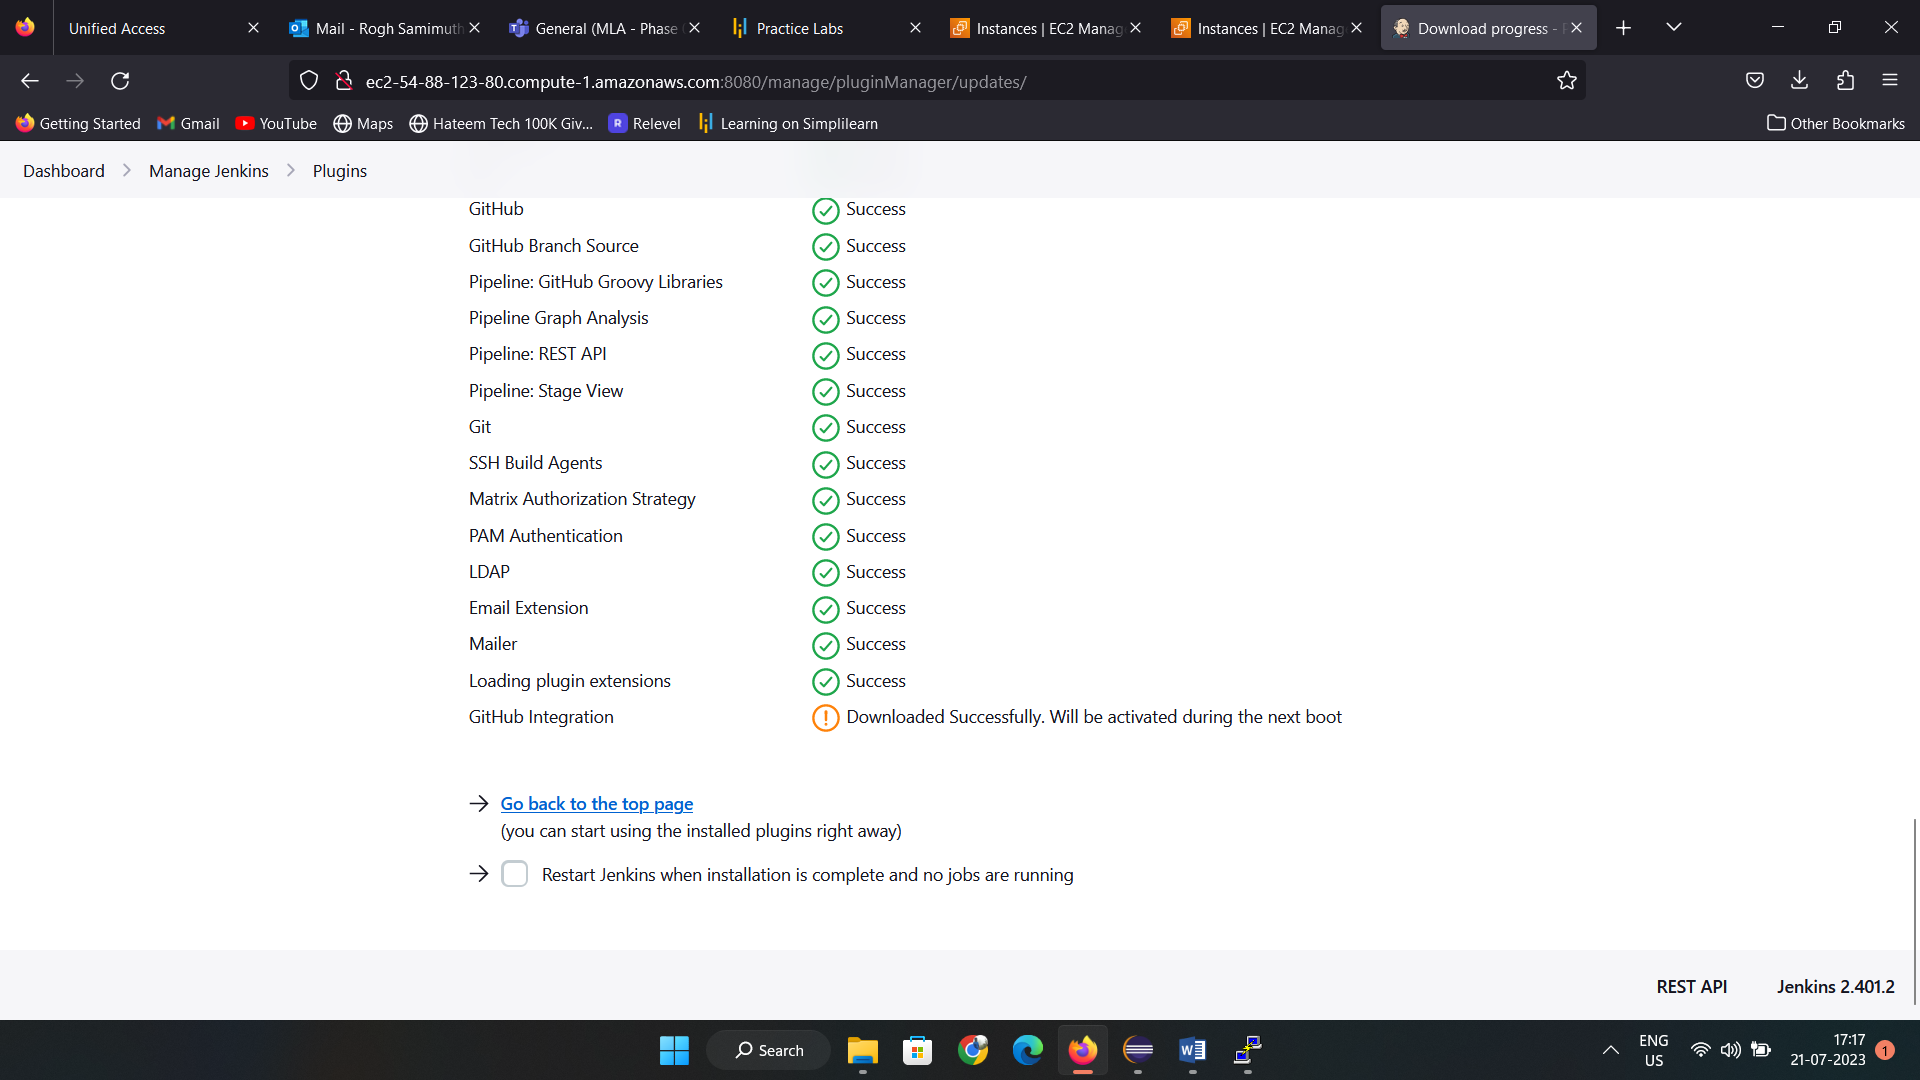 Unified Access
Mail - Rogh Samimuth
General (MLA - Phase
Practice Labs
Instances | EC2 Manag
Instances | EC2 Manag
Download progress -
ec2-54-88-123-80.compute-1.amazonaws.com:8080/manage/pluginManager/updates/
Getting Started
Gmail
YouTube
Maps
Hateem Tech 100K Giv...
R
Relevel
Learning on Simplilearn
Other Bookmarks
Dashboard
Manage Jenkins
Plugins
GitHub Success
GitHub Branch Source Success
Pipeline: GitHub Groovy Libraries Success
Pipeline Graph Analysis Success
Pipeline: REST API Success
Pipeline: Stage View Success
Git Success
SSH Build Agents Success
Matrix Authorization Strategy Success
PAM Authentication Success
LDAP Success
Email Extension Success
Mailer Success
Loading plugin extensions Success
GitHub Integration Downloaded Successfully. Will be activated during the next boot
Go back to the top page
(you can start using the installed plugins right away)
Restart Jenkins when installation is complete and no jobs are running
REST API
Jenkins 2.401.2
Search
ENG
US
17:17
21-07-2023
1